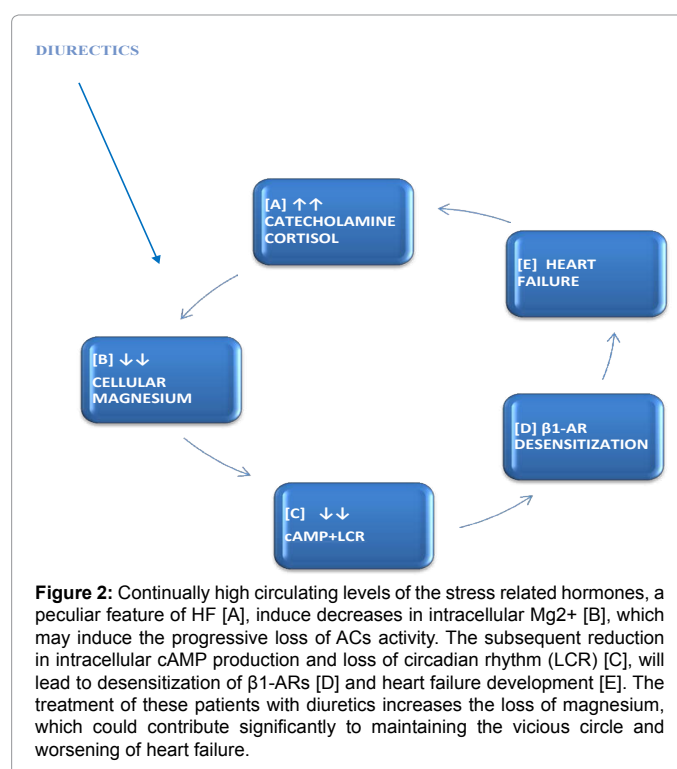 DIURECTICS
[A] ↑↑
CATECHOLAMINE
CORTISOL
[E] HEART
FAILURE
[B] ↓↓
CELLULAR
MAGNESIUM
[D] β1-AR
DESENSITIZATION
[C] ↓↓
cAMP+LCR
Figure 2: Continually high circulating levels of the stress related hormones, a
peculiar feature of HF [A], induce decreases in intracellular Mg2+ [B], which
may induce the progressive loss of ACs activity. The subsequent reduction
in intracellular cAMP production and loss of circadian rhythm (LCR) [C], will
lead to desensitization of β1-ARs [D] and heart failure development [E]. The
treatment of these patients with diuretics increases the loss of magnesium,
which could contribute significantly to maintaining the vicious circle and
worsening of heart failure.